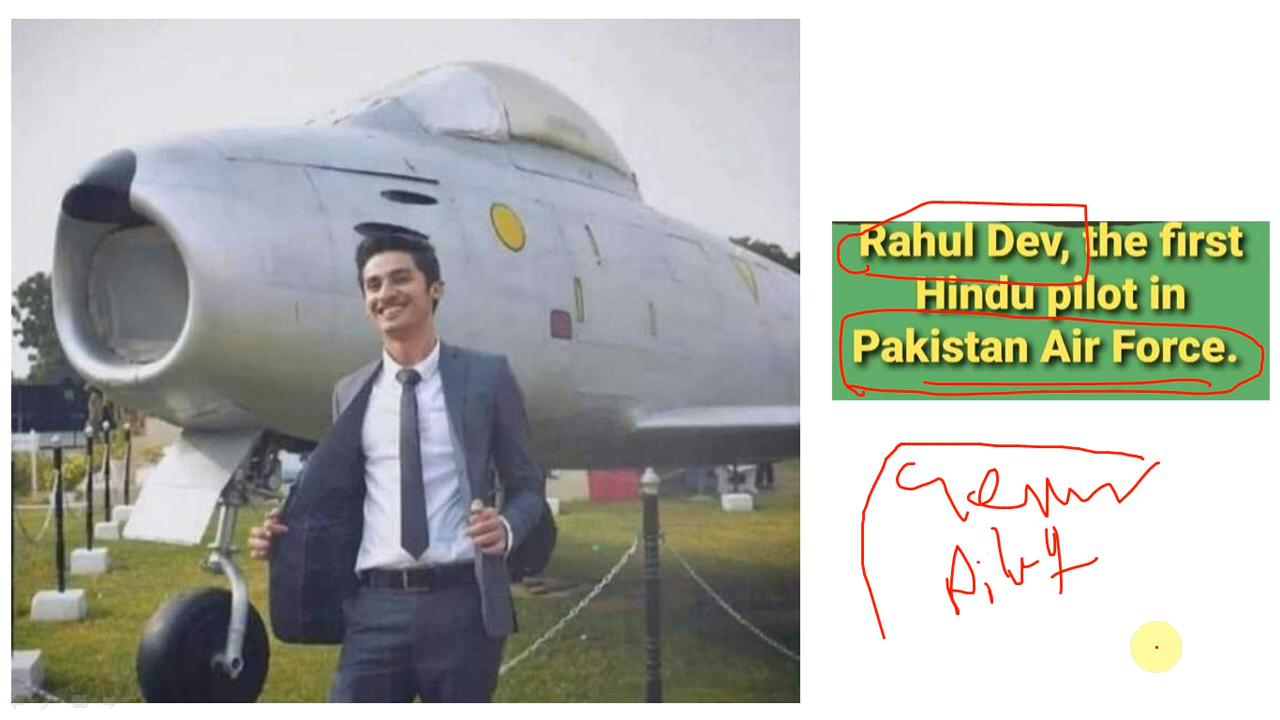 Rahul Dev, the first
Hindu pilot in
Pakistan Air Force.